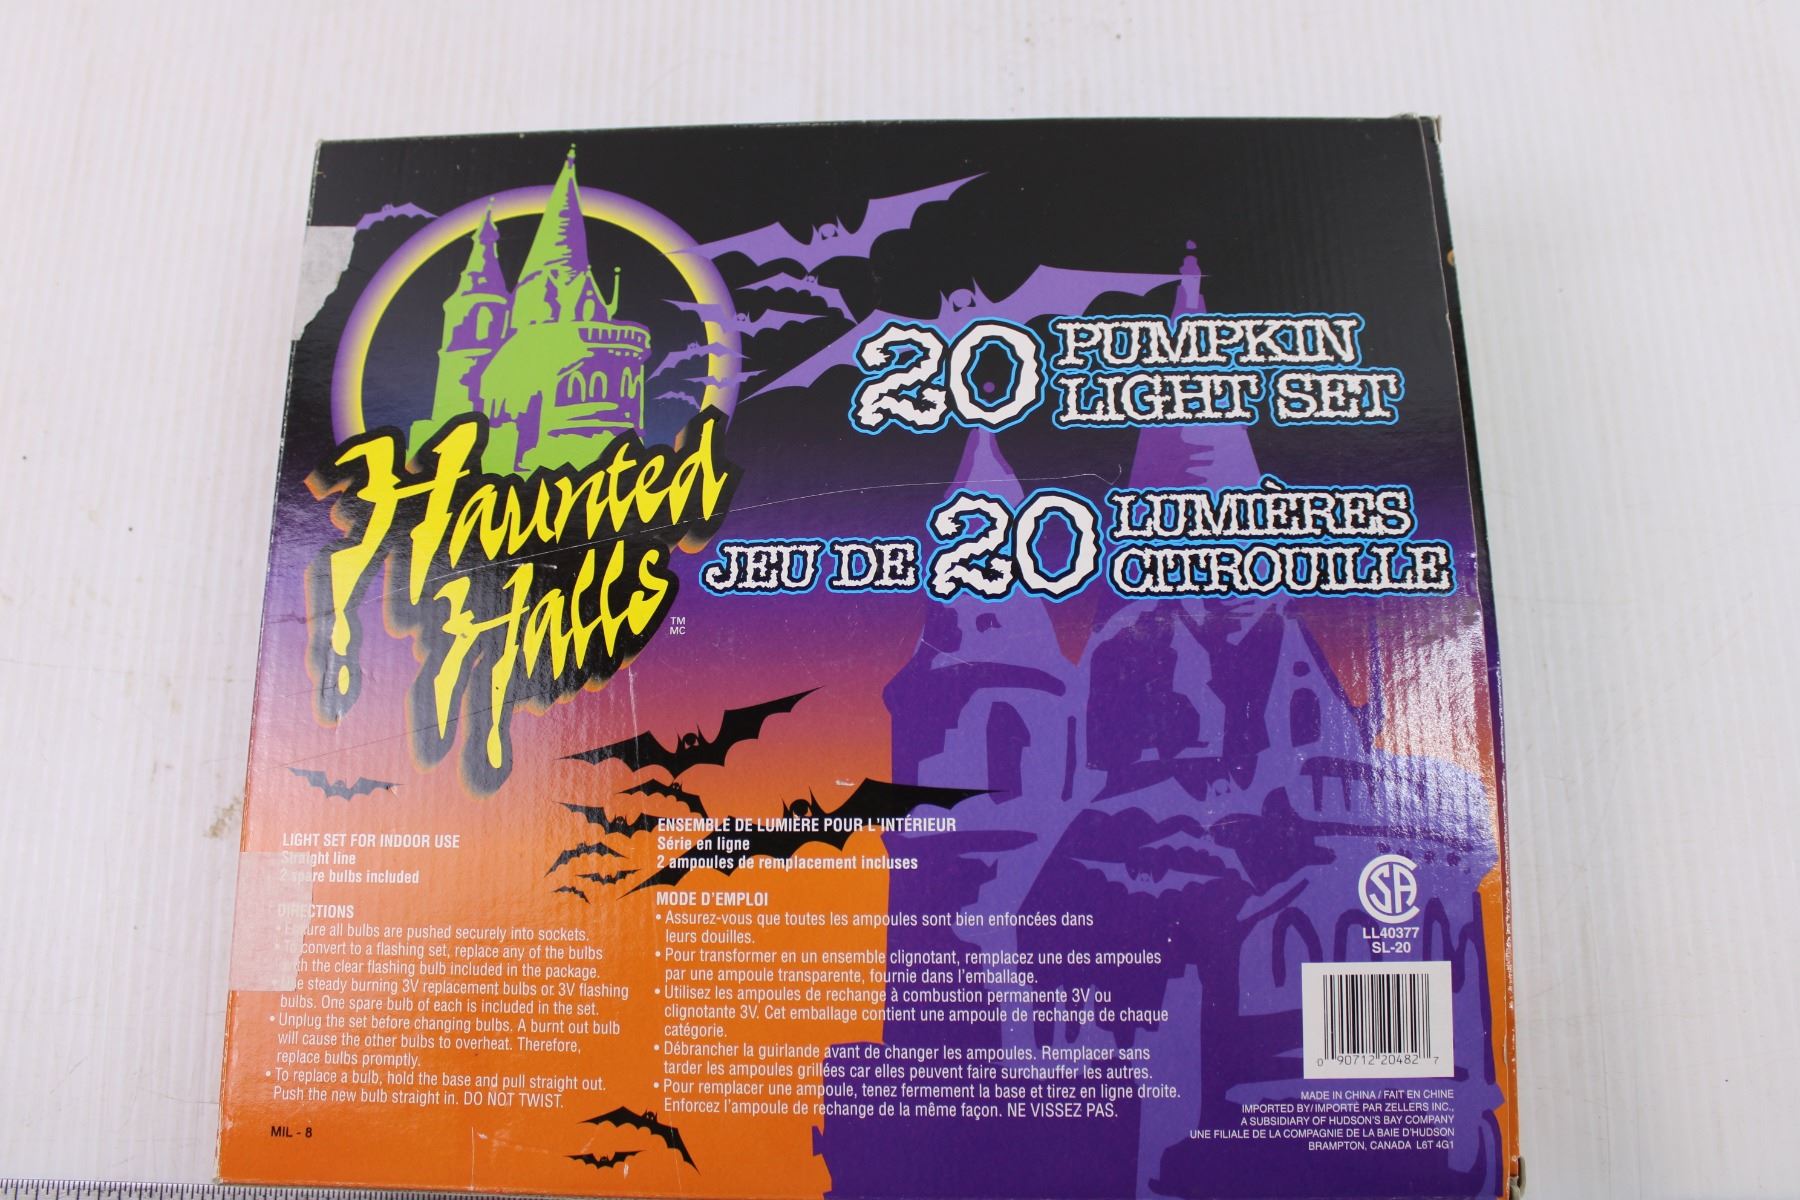 Haunted
Halls
TM
MC
20 PUMPKIN
LIGHT SET
JEU DE 20 LUMIÈRES
CITROUILLE
LIGHT SET FOR INDOOR USE
Straight line
2 spare bulbs included
DIRECTIONS
• Ensure all bulbs are pushed securely into sockets.
• To convert to a flashing set, replace any of the bulbs
with the clear flashing bulb included in the package.
• Use steady burning 3V replacement bulbs or 3V flashing
bulbs. One spare bulb of each is included in the set.
• Unplug the set before changing bulbs. A burnt out bulb
will cause the other bulbs to overheat. Therefore,
replace bulbs promptly.
• To replace a bulb, hold the base and pull straight out.
Push the new bulb straight in. DO NOT TWIST.
MIL - 8
ENSEMBLE DE LUMIÈRE POUR L'INTÉRIEUR
Série en ligne
2 ampoules de remplacement incluses
MODE D'EMPLOI
• Assurez-vous que toutes les ampoules sont bien enfoncées dans
leurs douilles.
• Pour transformer en un ensemble clignotant, remplacez une des ampoules
par une ampoule transparente, fournie dans l'emballage.
• Utilisez les ampoules de rechange à combustion permanente 3V ou
clignotante 3V. Cet emballage contient une ampoule de rechange de chaque
catégorie.
• Débrancher la guirlande avant de changer les ampoules. Remplacer sans
tarder les ampoules grillées car elles peuvent faire surchauffer les autres.
• Pour remplacer une ampoule, tenez fermement la base et tirez en ligne droite.
Enforcez l'ampoule de rechange de la même façon. NE VISSEZ PAS.
CSA
LL40377
SL-20
0 90712 20482 7
MADE IN CHINA / FAIT EN CHINE
IMPORTED BY/IMPORTÉ PAR ZELLERS INC.,
A SUBSIDIARY OF HUDSON'S BAY COMPANY
UNE FILIALE DE LA COMPAGNIE DE LA BAIE D'HUDSON
BRAMPTON, CANADA L6T 4G1